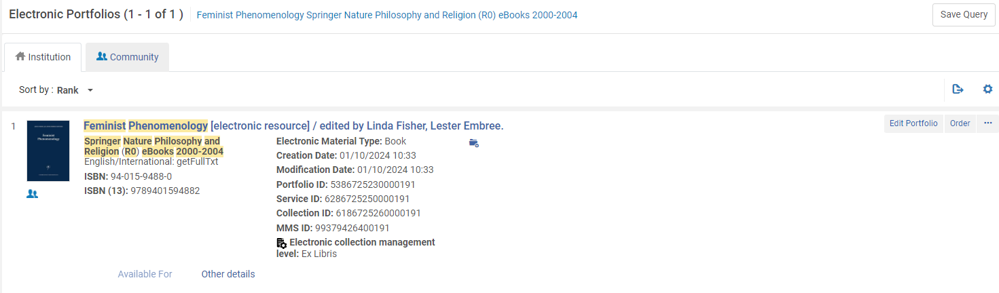 Electronic Portfolios (1 - 1 of 1 ) Feminist Phenomenology Springer Nature Philosophy and Religion (R0) eBooks 2000-2004 Save Query
Institution Community
Sort by : Rank
1 Feminist Phenomenology [electronic resource] / edited by Linda Fisher, Lester Embree. Edit Portfolio Order ...
Springer Nature Philosophy and
Religion (R0) eBooks 2000-2004
English/International: getFullTxt
ISBN: 94-015-9488-0
ISBN (13): 9789401594882
Electronic Material Type: Book
Creation Date: 01/10/2024 10:33
Modification Date: 01/10/2024 10:33
Portfolio ID: 5386725230000191
Service ID: 6286725250000191
Collection ID: 6186725260000191
MMS ID: 99379426400191
Electronic collection management
level: Ex Libris
Feminist
Phenomenology
Available For Other details